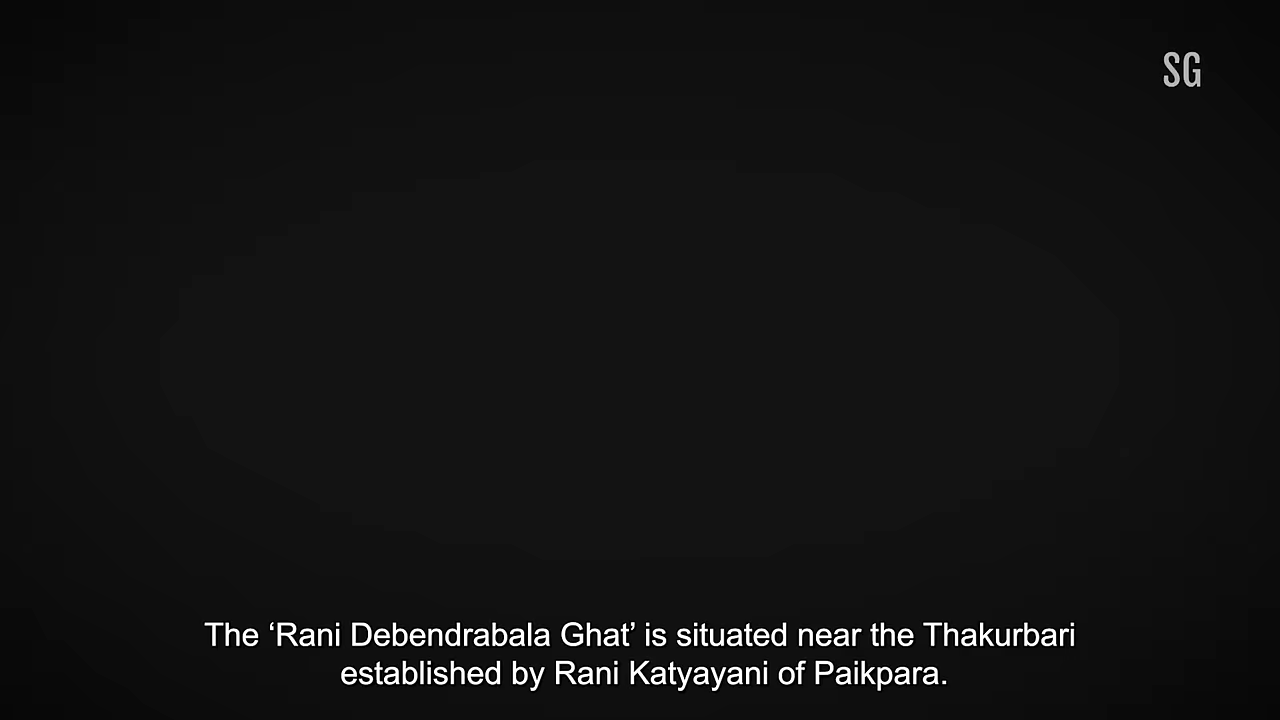 SG
The ‘Rani Debendrabala Ghat’ is situated near the Thakurbari
established by Rani Katyayani of Paikpara.